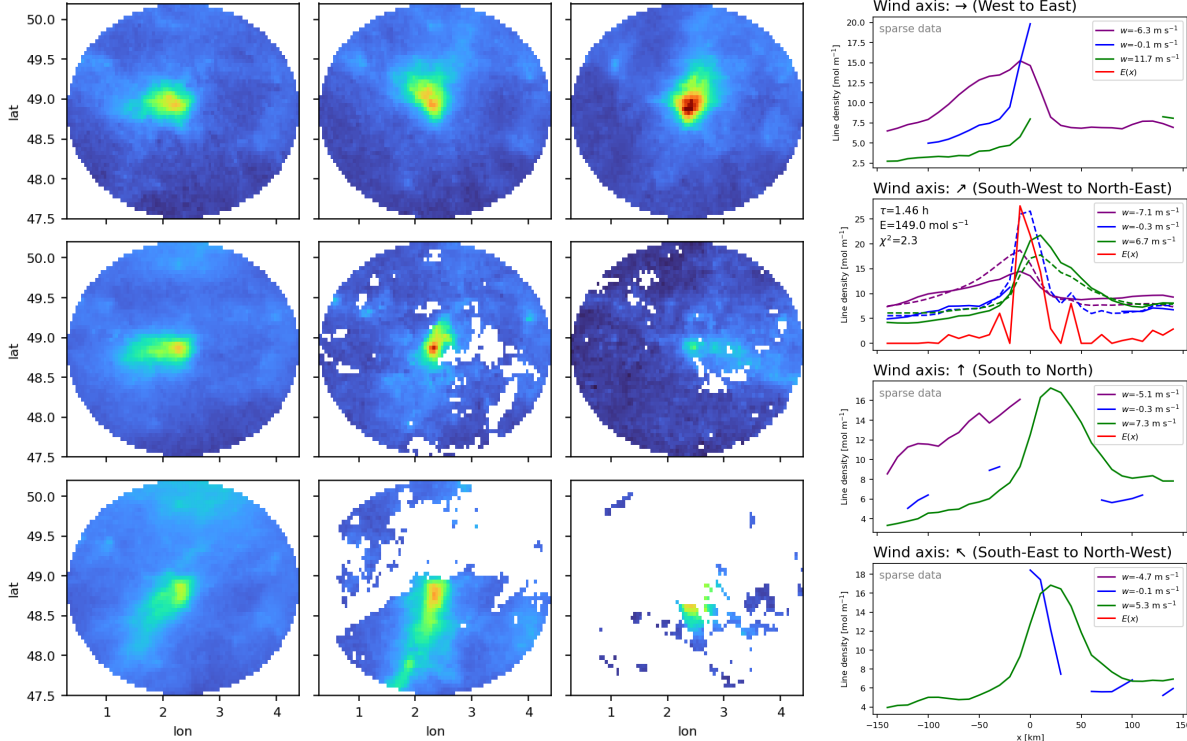 50.0
49.5
49.0
48.5
48.0
47.5
lat
50.0
49.5
49.0
48.5
48.0
47.5
lat
50.0
49.5
49.0
48.5
48.0
47.5
lat
1 2 3 4
1 2 3 4
1 2 3 4
lon
lon
lon
Wind axis: → (West to East)
sparse data
20.0
17.5
15.0
12.5
10.0
7.5
5.0
2.5
Line density [mol m⁻¹]
w=-6.3 m s⁻¹
w=-0.1 m s⁻¹
w=11.7 m s⁻¹
E(x)
Wind axis: ↗ (South-West to North-East)
τ=1.46 h
E=149.0 mol s⁻¹
χ²=2.3
25
20
15
10
5
0
Line density [mol m⁻¹]
w=-7.1 m s⁻¹
w=-0.3 m s⁻¹
w=6.7 m s⁻¹
E(x)
Wind axis: ↑ (South to North)
sparse data
16
14
12
10
8
6
4
Line density [mol m⁻¹]
w=-5.1 m s⁻¹
w=-0.3 m s⁻¹
w=7.3 m s⁻¹
E(x)
Wind axis: ↖ (South-East to North-West)
sparse data
18
16
14
12
10
8
6
4
Line density [mol m⁻¹]
w=-4.7 m s⁻¹
w=-0.1 m s⁻¹
w=5.3 m s⁻¹
E(x)
−150 −100 −50 0 50 100
x [km]